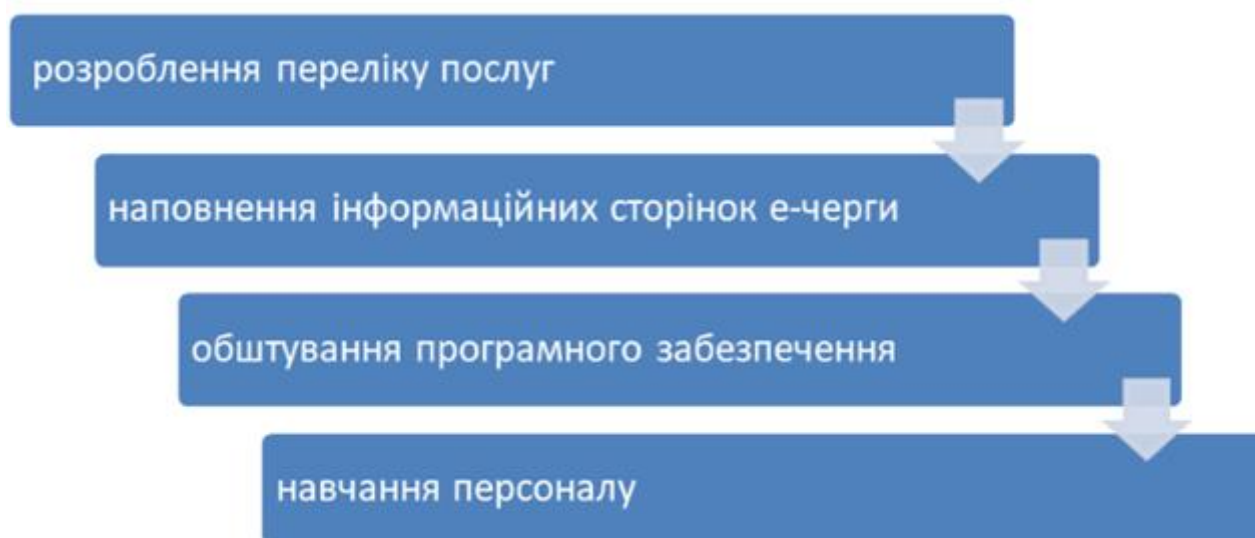 розроблення переліку послуг
наповнення інформаційних сторінок е-черги
обштування програмного забезпечення
навчання персоналу